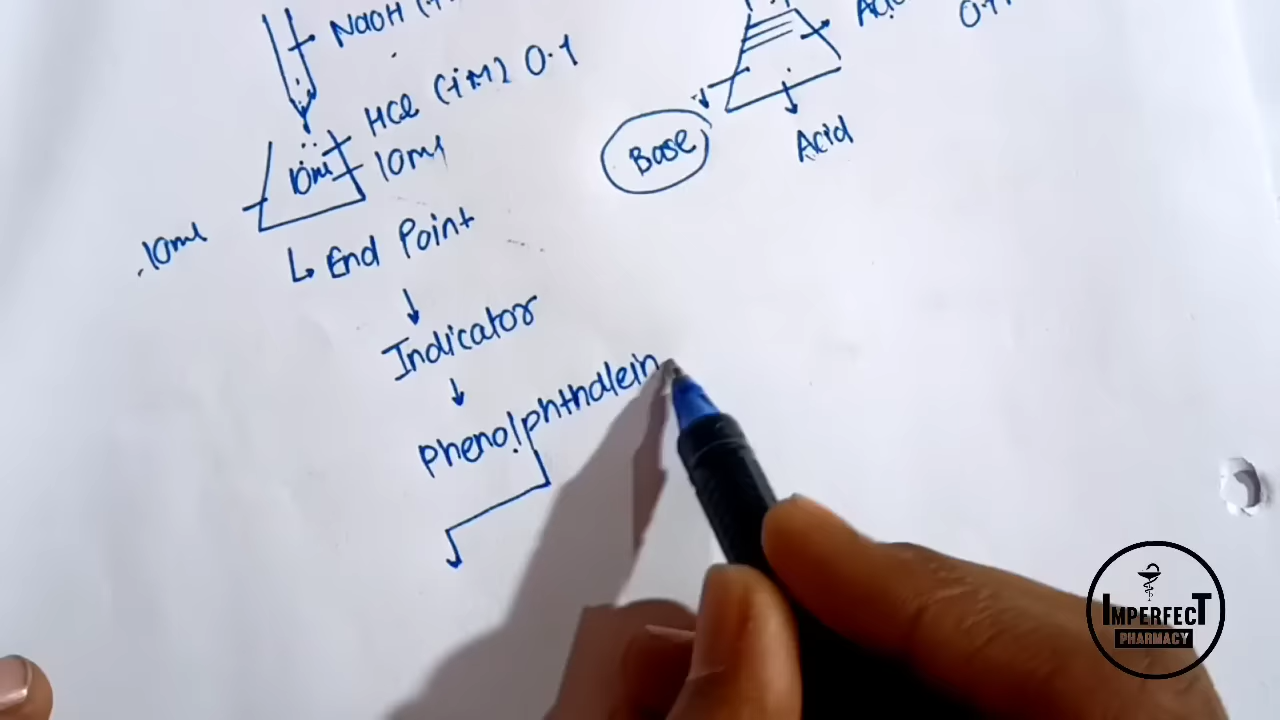 NaOH
HCl (1M) 0.1
10ml
10ml
10ml
End Point
Indicator
Phenolphthalein
Base
Acid
IMPERFECT
PHARMACY